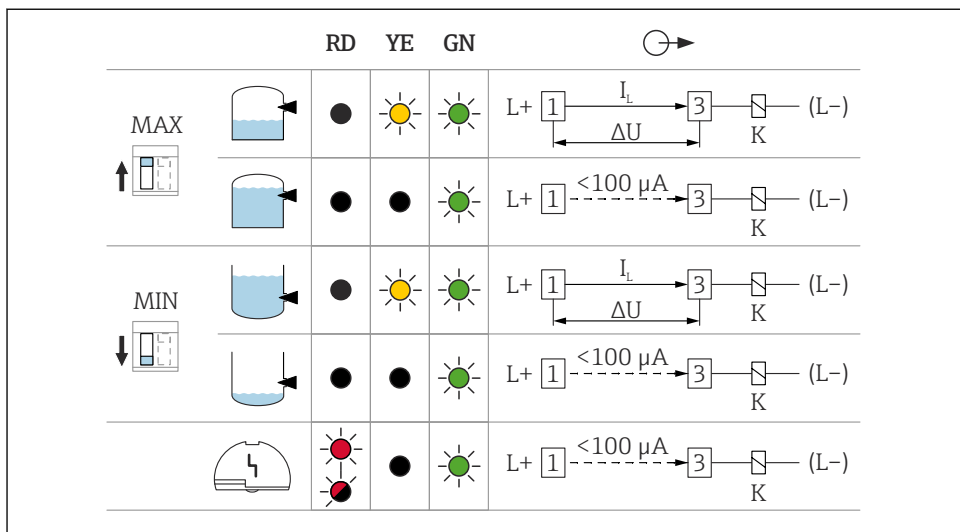 RD YE GN
MAX
L+ 1 I_L 3 (L−)
ΔU K
L+ 1 <100 µA 3 (L−)
K
MIN
L+ 1 I_L 3 (L−)
ΔU K
L+ 1 <100 µA 3 (L−)
K
L+ 1 <100 µA 3 (L−)
K